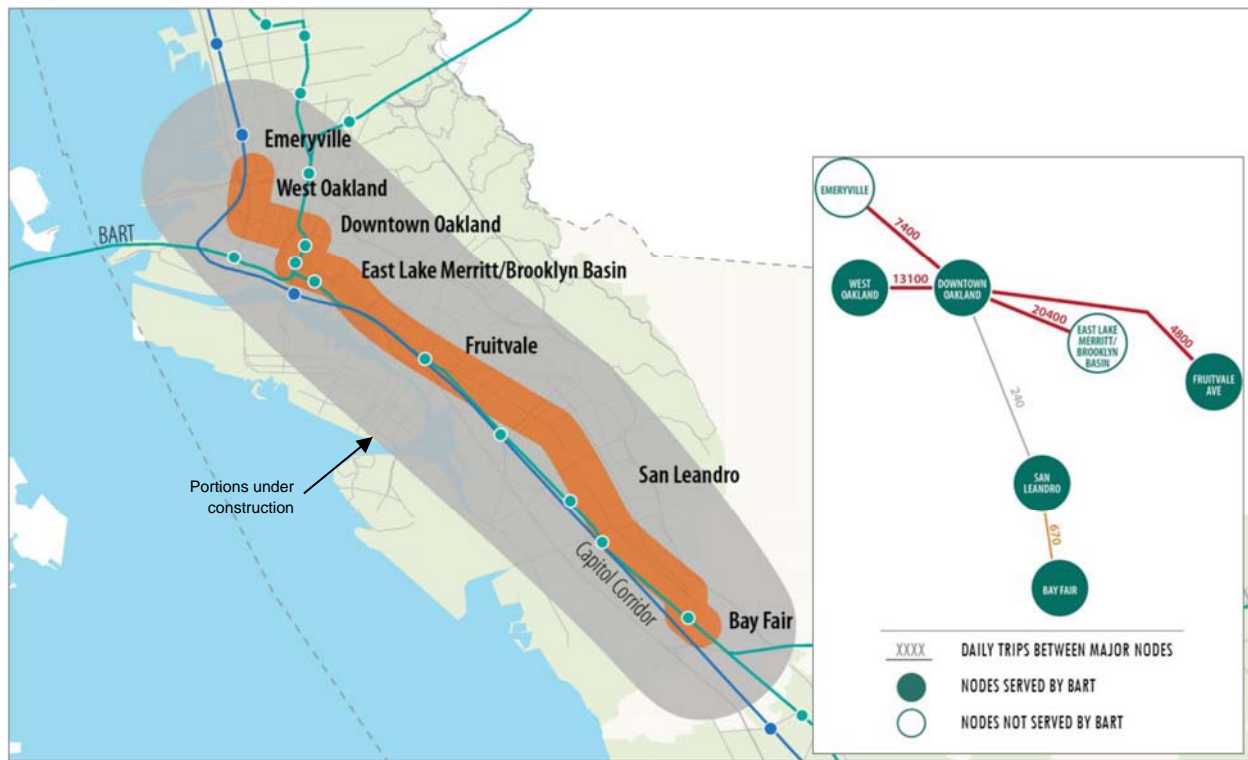 Emeryville
West Oakland
Downtown Oakland
BART
East Lake Merritt/Brooklyn Basin
Fruitvale
San Leandro
Portions under
construction
Capitol Corridor
Bay Fair
EMERYVILLE
7400
WEST
OAKLAND
13100
DOWNTOWN
OAKLAND
20400
EAST LAKE
MERRITT/
BROOKLYN
BASIN
4800
FRUITVALE
AVE
240
SAN
LEANDRO
670
BAY FAIR
XXXX DAILY TRIPS BETWEEN MAJOR NODES
NODES SERVED BY BART
NODES NOT SERVED BY BART